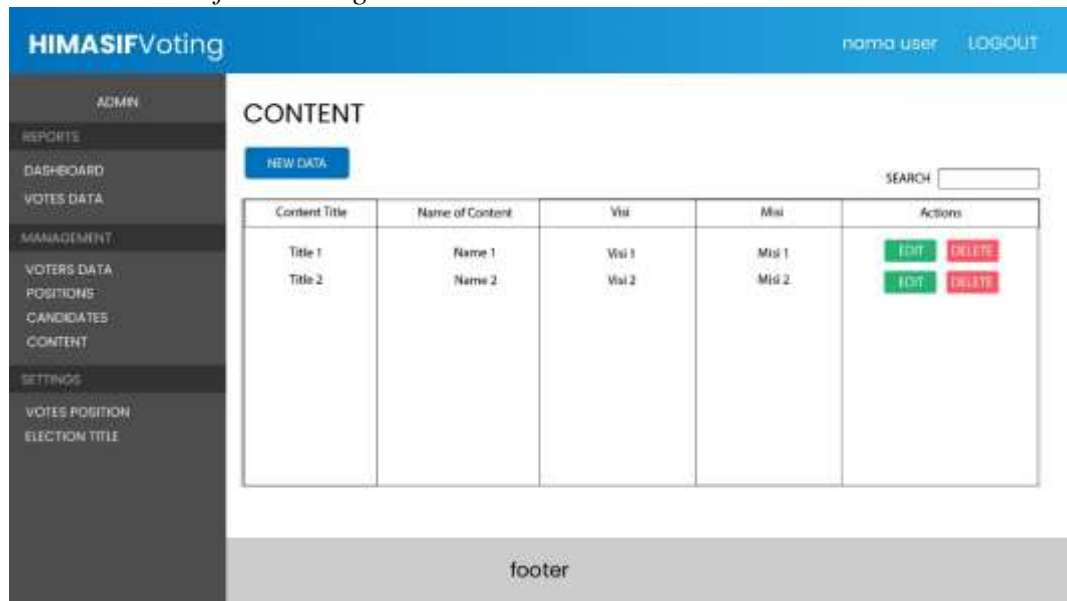 HIMASIFVoting nama user LOGOUT
ADMIN
REPORTS
DASHBOARD
VOTES DATA
MANAGEMENT
VOTERS DATA
POSITIONS
CANDIDATES
CONTENT
SETTINGS
VOTES POSITION
ELECTION TITLE
CONTENT
NEW DATA
SEARCH
Content Title Name of Content Visi Misi Actions
Title 1 Name 1 Visi 1 Misi 1 EDIT DELETE
Title 2 Name 2 Visi 2 Misi 2 EDIT DELETE
footer